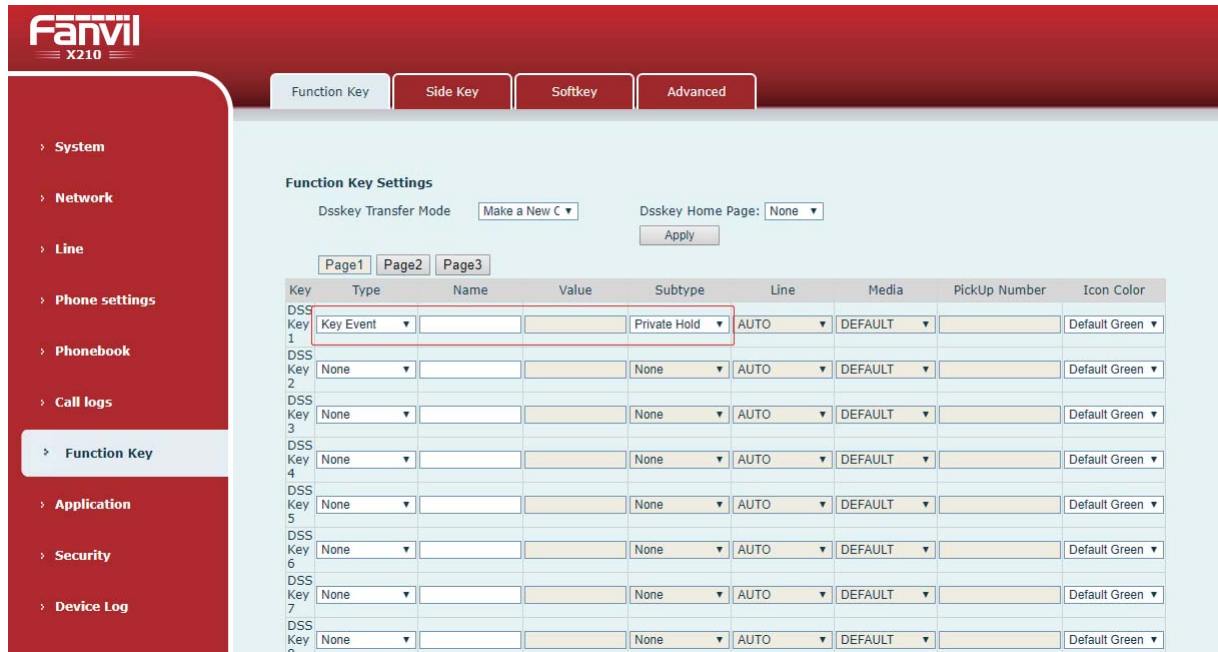 Fanvil
X210
Function Key Side Key Softkey Advanced
System
Network
Line
Phone settings
Phonebook
Call logs
Function Key
Application
Security
Device Log
Function Key Settings
Dsskey Transfer Mode Make a New C Dsskey Home Page: None
Apply
Page1 Page2 Page3
Key Type Name Value Subtype Line Media PickUp Number Icon Color
DSS Key 1 Key Event Private Hold AUTO DEFAULT Default Green
DSS Key 2 None None AUTO DEFAULT Default Green
DSS Key 3 None None AUTO DEFAULT Default Green
DSS Key 4 None None AUTO DEFAULT Default Green
DSS Key 5 None None AUTO DEFAULT Default Green
DSS Key 6 None None AUTO DEFAULT Default Green
DSS Key 7 None None AUTO DEFAULT Default Green
DSS Key None None AUTO DEFAULT Default Green